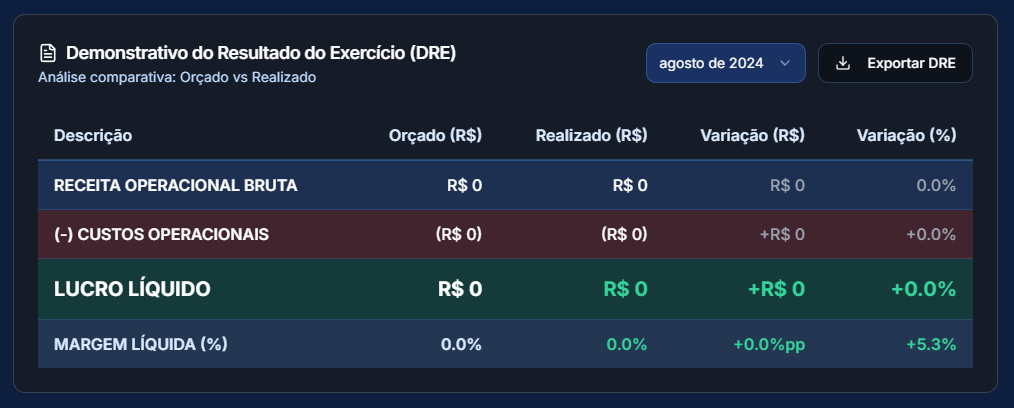 Demonstrativo do Resultado do Exercício (DRE)
Análise comparativa: Orçado vs Realizado
agosto de 2024
Exportar DRE
Descrição Orçado (R$) Realizado (R$) Variação (R$) Variação (%)
RECEITA OPERACIONAL BRUTA R$ 0 R$ 0 R$ 0 0.0%
(-) CUSTOS OPERACIONAIS (R$ 0) (R$ 0) +R$ 0 +0.0%
LUCRO LÍQUIDO R$ 0 R$ 0 +R$ 0 +0.0%
MARGEM LÍQUIDA (%) 0.0% 0.0% +0.0%pp +5.3%